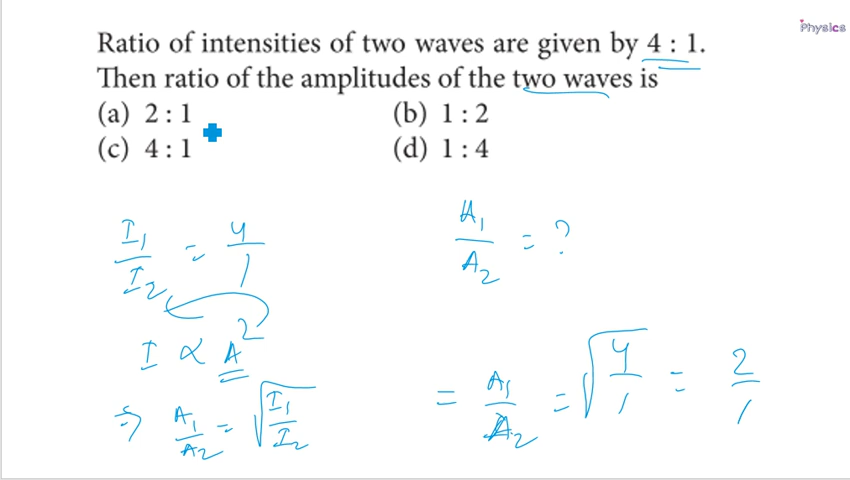 iPhysics
Ratio of intensities of two waves are given by 4 : 1.
Then ratio of the amplitudes of the two waves is
(a) 2 : 1 (b) 1 : 2
(c) 4 : 1 (d) 1 : 4
I₁/I₂ = 4/1 A₁/A₂ = ?
I ∝ A²
⇒ A₁/A₂ = √(I₁/I₂) = A₁/A₂ = √(4/1) = 2/1